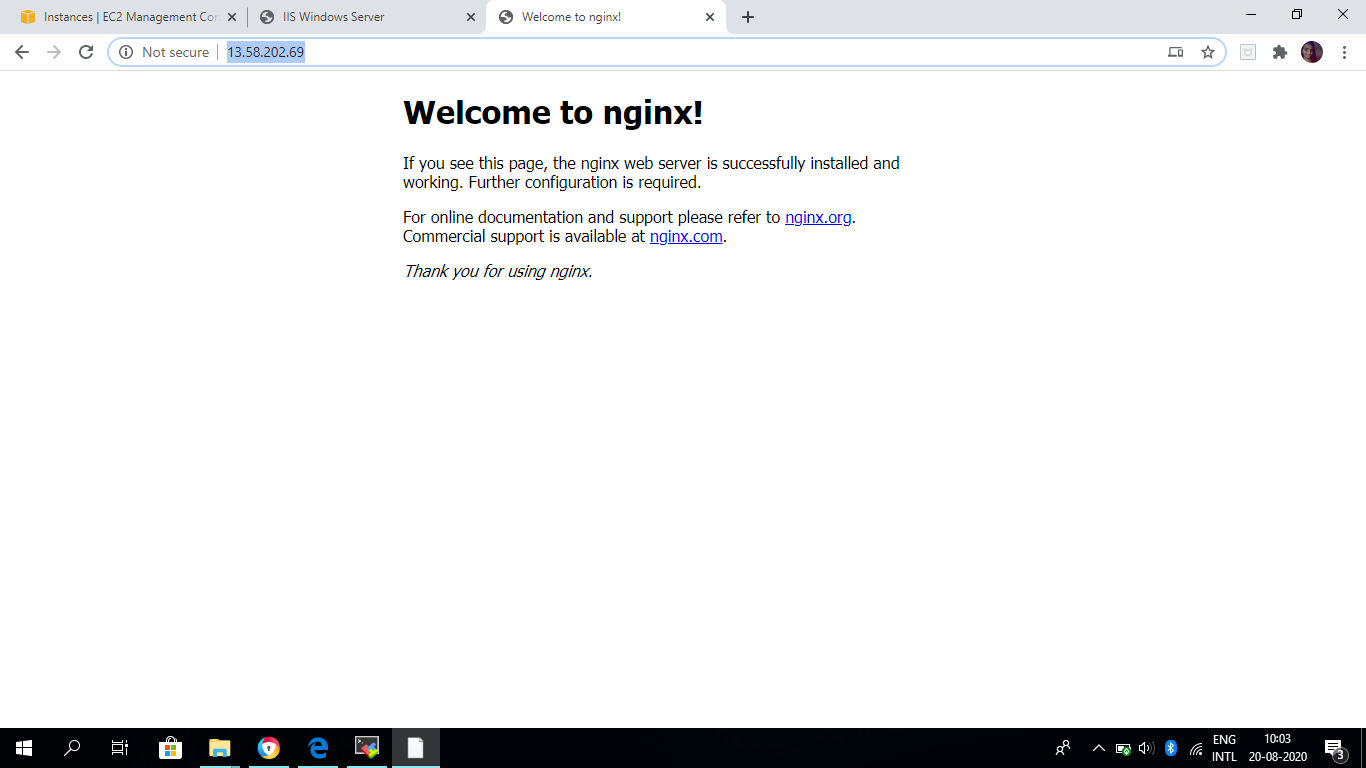 Instances | EC2 Management Con
IIS Windows Server
Welcome to nginx!
Not secure
13.58.202.69
Welcome to nginx!
If you see this page, the nginx web server is successfully installed and
working. Further configuration is required.
For online documentation and support please refer to nginx.org.
Commercial support is available at nginx.com.
Thank you for using nginx.
ENG
INTL
10:03
20-08-2020
3